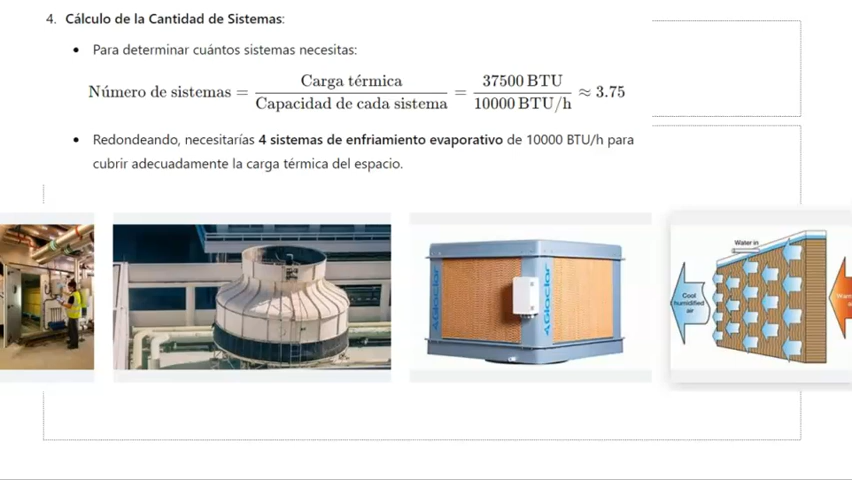 4. Cálculo de la Cantidad de Sistemas:
• Para determinar cuántos sistemas necesitas:
Número de sistemas = Carga térmica / Capacidad de cada sistema = 37500 BTU / 10000 BTU/h ≈ 3.75
• Redondeando, necesitarías 4 sistemas de enfriamiento evaporativo de 10000 BTU/h para
cubrir adecuadamente la carga térmica del espacio.
Water in
Cool
humidified
air